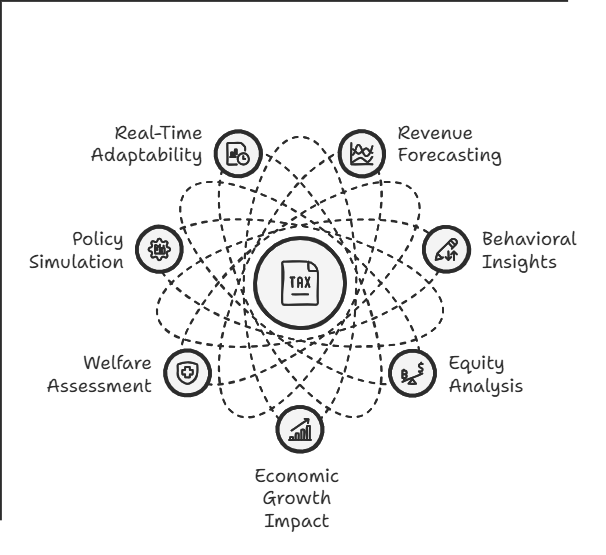 Real-Time
Adaptability
Revenue
Forecasting
Policy
Simulation
TAX
Behavioral
Insights
Welfare
Assessment
Equity
Analysis
Economic
Growth
Impact